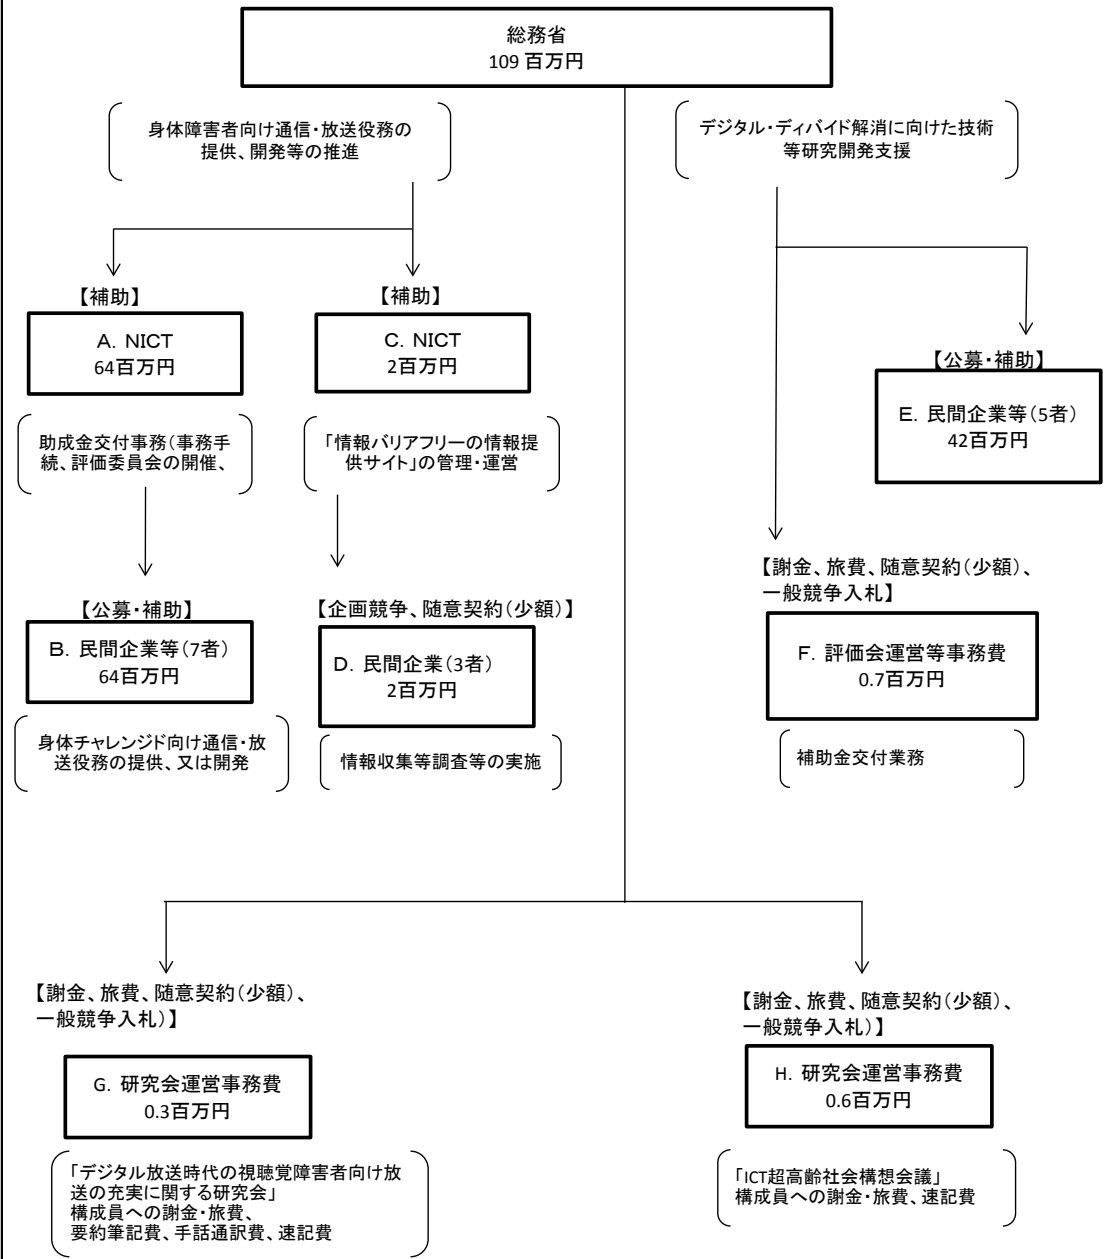 総務省
109 百万円
身体障害者向け通信・放送役務の
提供、開発等の推進
デジタル・ディバイド解消に向けた技術
等研究開発支援
【補助】
A. NICT
64百万円
【補助】
C. NICT
2百万円
【公募・補助】
E. 民間企業等(5者)
42百万円
助成金交付事務(事務手
続、評価委員会の開催、
「情報バリアフリーの情報提
供サイト」の管理・運営
【公募・補助】
B. 民間企業等(7者)
64百万円
【企画競争、随意契約(少額)】
D. 民間企業(3者)
2百万円
【謝金、旅費、随意契約(少額)、
一般競争入札】
F. 評価会運営等事務費
0.7百万円
身体チャレンジド向け通信・放
送役務の提供、又は開発
情報収集等調査等の実施
補助金交付業務
【謝金、旅費、随意契約(少額)、
一般競争入札)】
G. 研究会運営事務費
0.3百万円
「デジタル放送時代の視聴覚障害者向け放
送の充実に関する研究会」
構成員への謝金・旅費、
要約筆記費、手話通訳費、速記費
【謝金、旅費、随意契約(少額)、
一般競争入札)】
H. 研究会運営事務費
0.6百万円
「ICT超高齢社会構想会議」
構成員への謝金・旅費、速記費